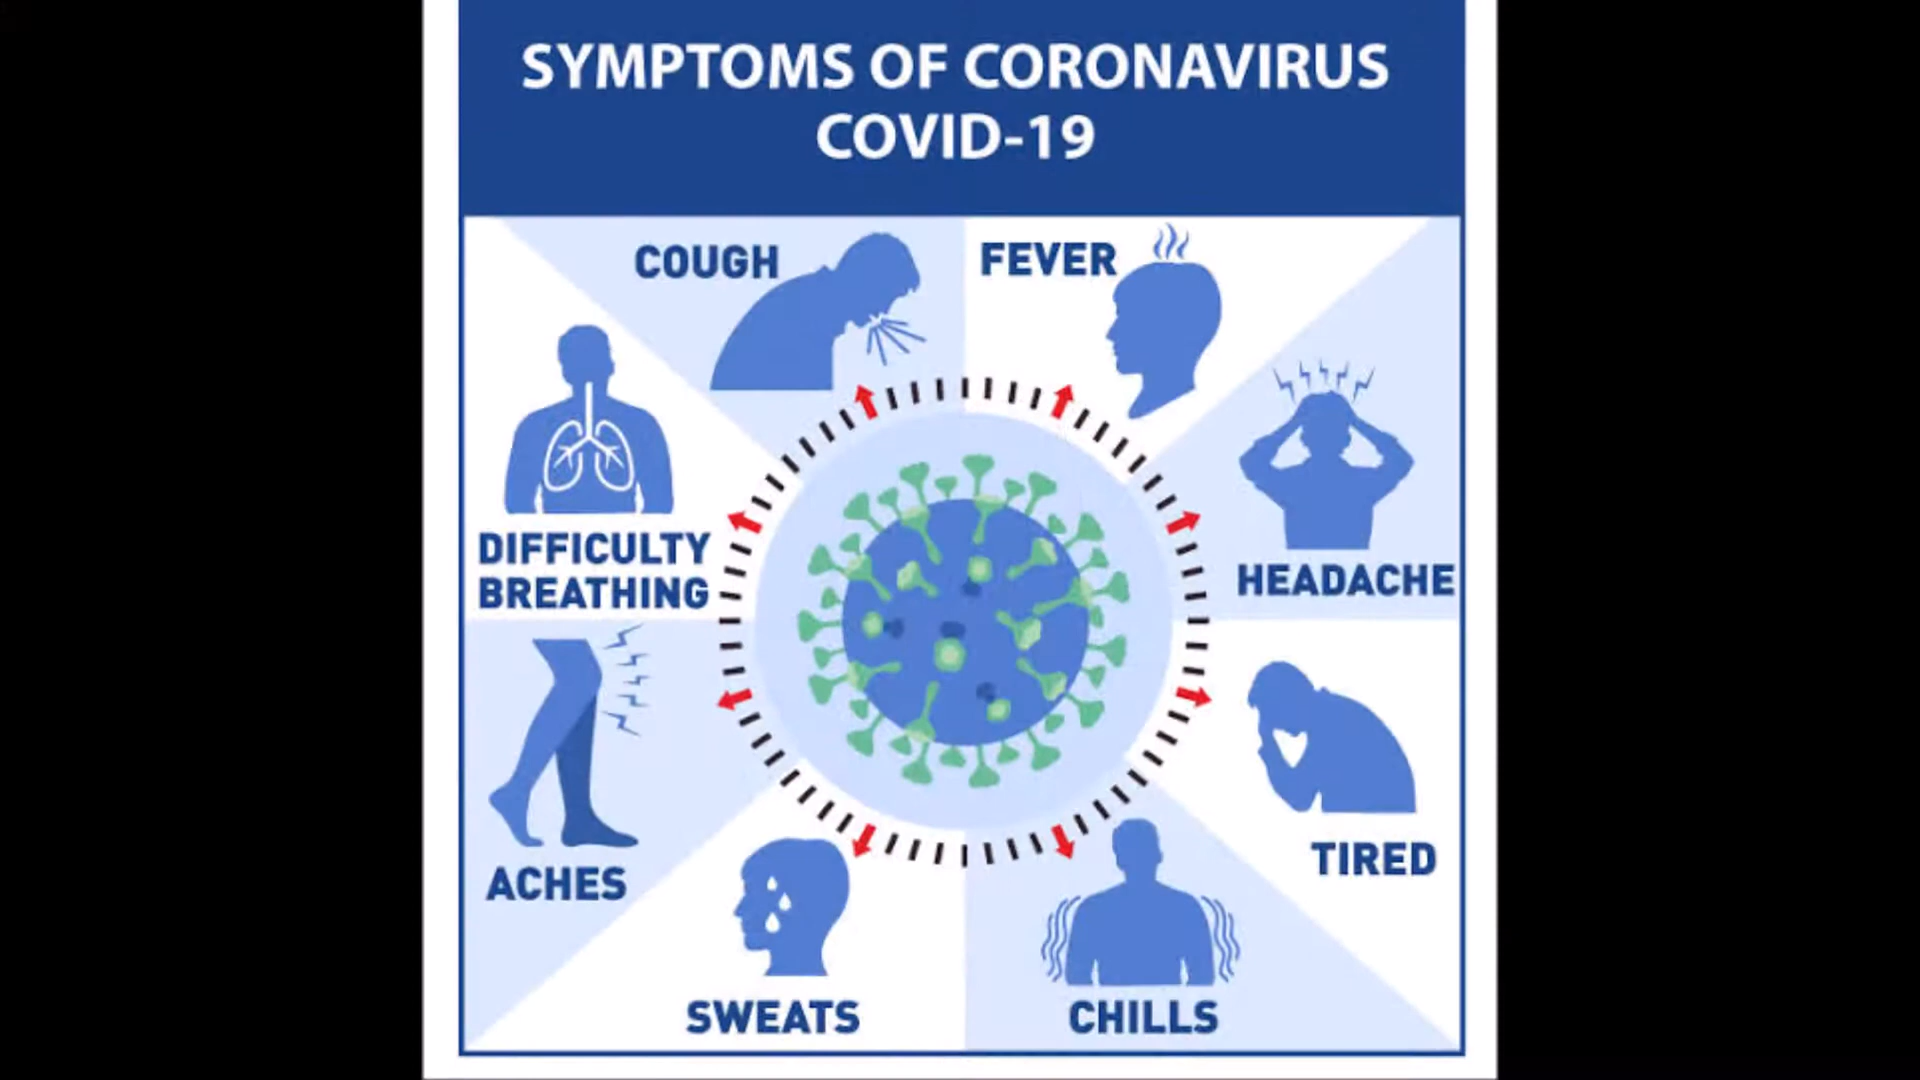 SYMPTOMS OF CORONAVIRUS
COVID-19
COUGH
FEVER
DIFFICULTY
BREATHING
HEADACHE
ACHES
TIRED
SWEATS
CHILLS